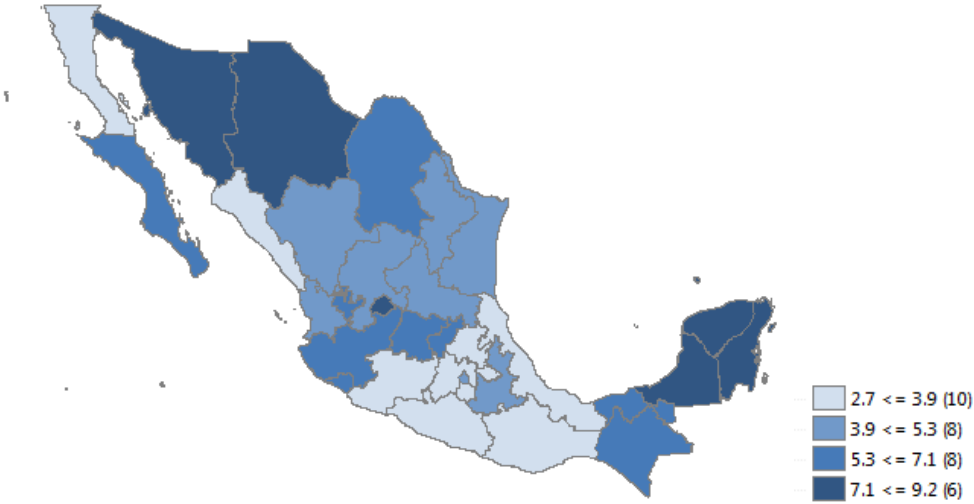 2.7 <= 3.9 (10)
3.9 <= 5.3 (8)
5.3 <= 7.1 (8)
7.1 <= 9.2 (6)